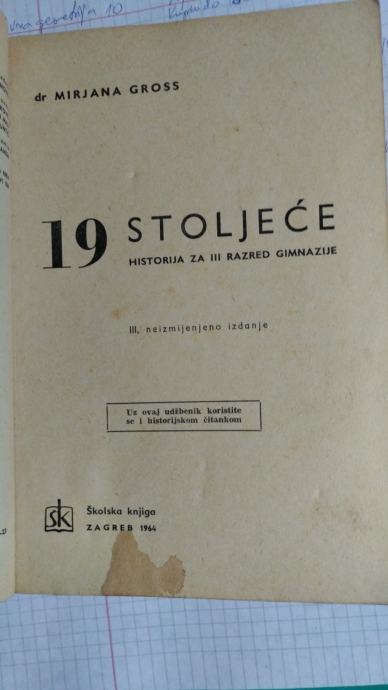 dr MIRJANA GROSS
19 STOLJEĆE
HISTORIJA ZA III RAZRED GIMNAZIJE
III, neizmijenjeno izdanje
Uz ovaj udžbenik koristite
se i historijskom čitankom
sk
Školska knjiga
ZAGREB 1964